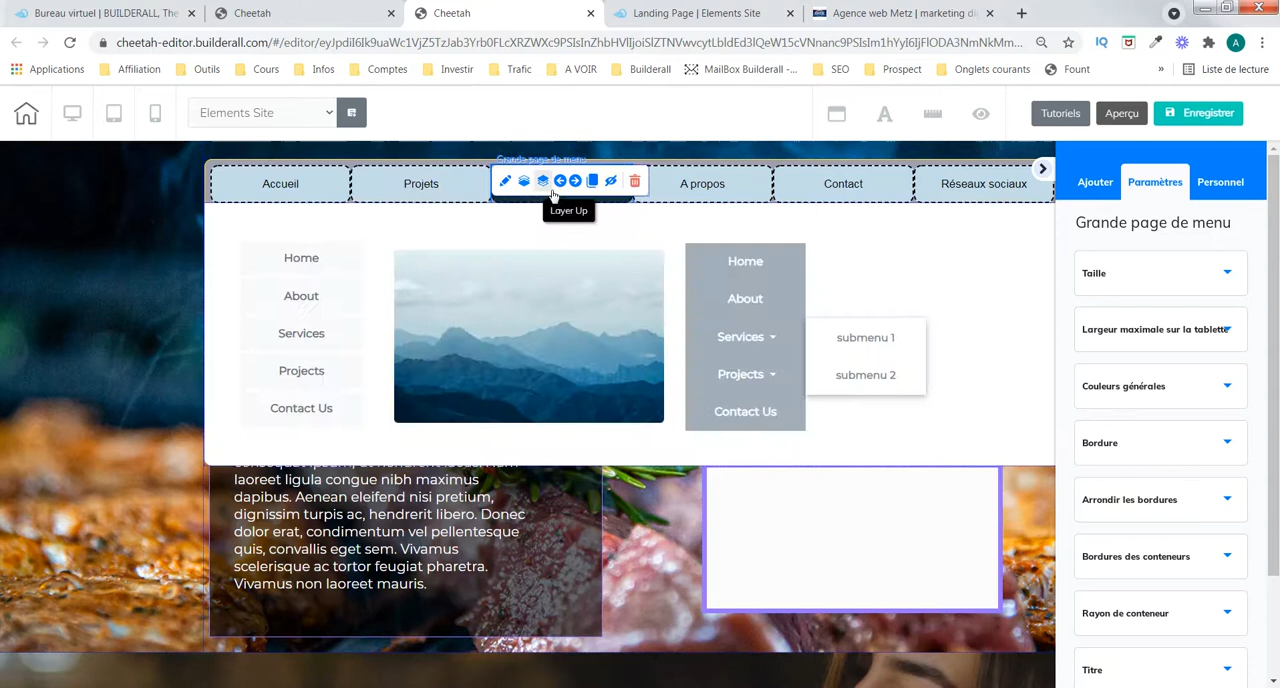 Bureau virtuel | BUILDERALL, The
Cheetah
Cheetah
Landing Page | Elements Site
Agence web Metz | marketing di
cheetah-editor.builderall.com/#/editor/
Applications
Affiliation
Outils
Cours
Infos
Comptes
Investir
Trafic
A VOIR
Builderall
MailBox Builderall -...
SEO
Prospect
Onglets courants
Fount
»
Liste de lecture
Elements Site
Tutoriels
Aperçu
Enregistrer
Grande page de menu
Accueil
Projets
A propos
Contact
Réseaux sociaux
Layer Up
Home
About
Services
Projects
Contact Us
Home
About
Services
Projects
Contact Us
submenu 1
submenu 2
laoreet ligula congue nibh maximus
dapibus. Aenean eleifend nisi pretium,
dignissim turpis ac, hendrerit libero. Donec
dolor erat, condimentum vel pellentesque
quis, convallis eget sem. Vivamus
scelerisque ac tortor feugiat pharetra.
Vivamus non laoreet mauris.
Ajouter
Paramètres
Personnel
Grande page de menu
Taille
Largeur maximale sur la tablette
Couleurs générales
Bordure
Arrondir les bordures
Bordures des conteneurs
Rayon de conteneur
Titre